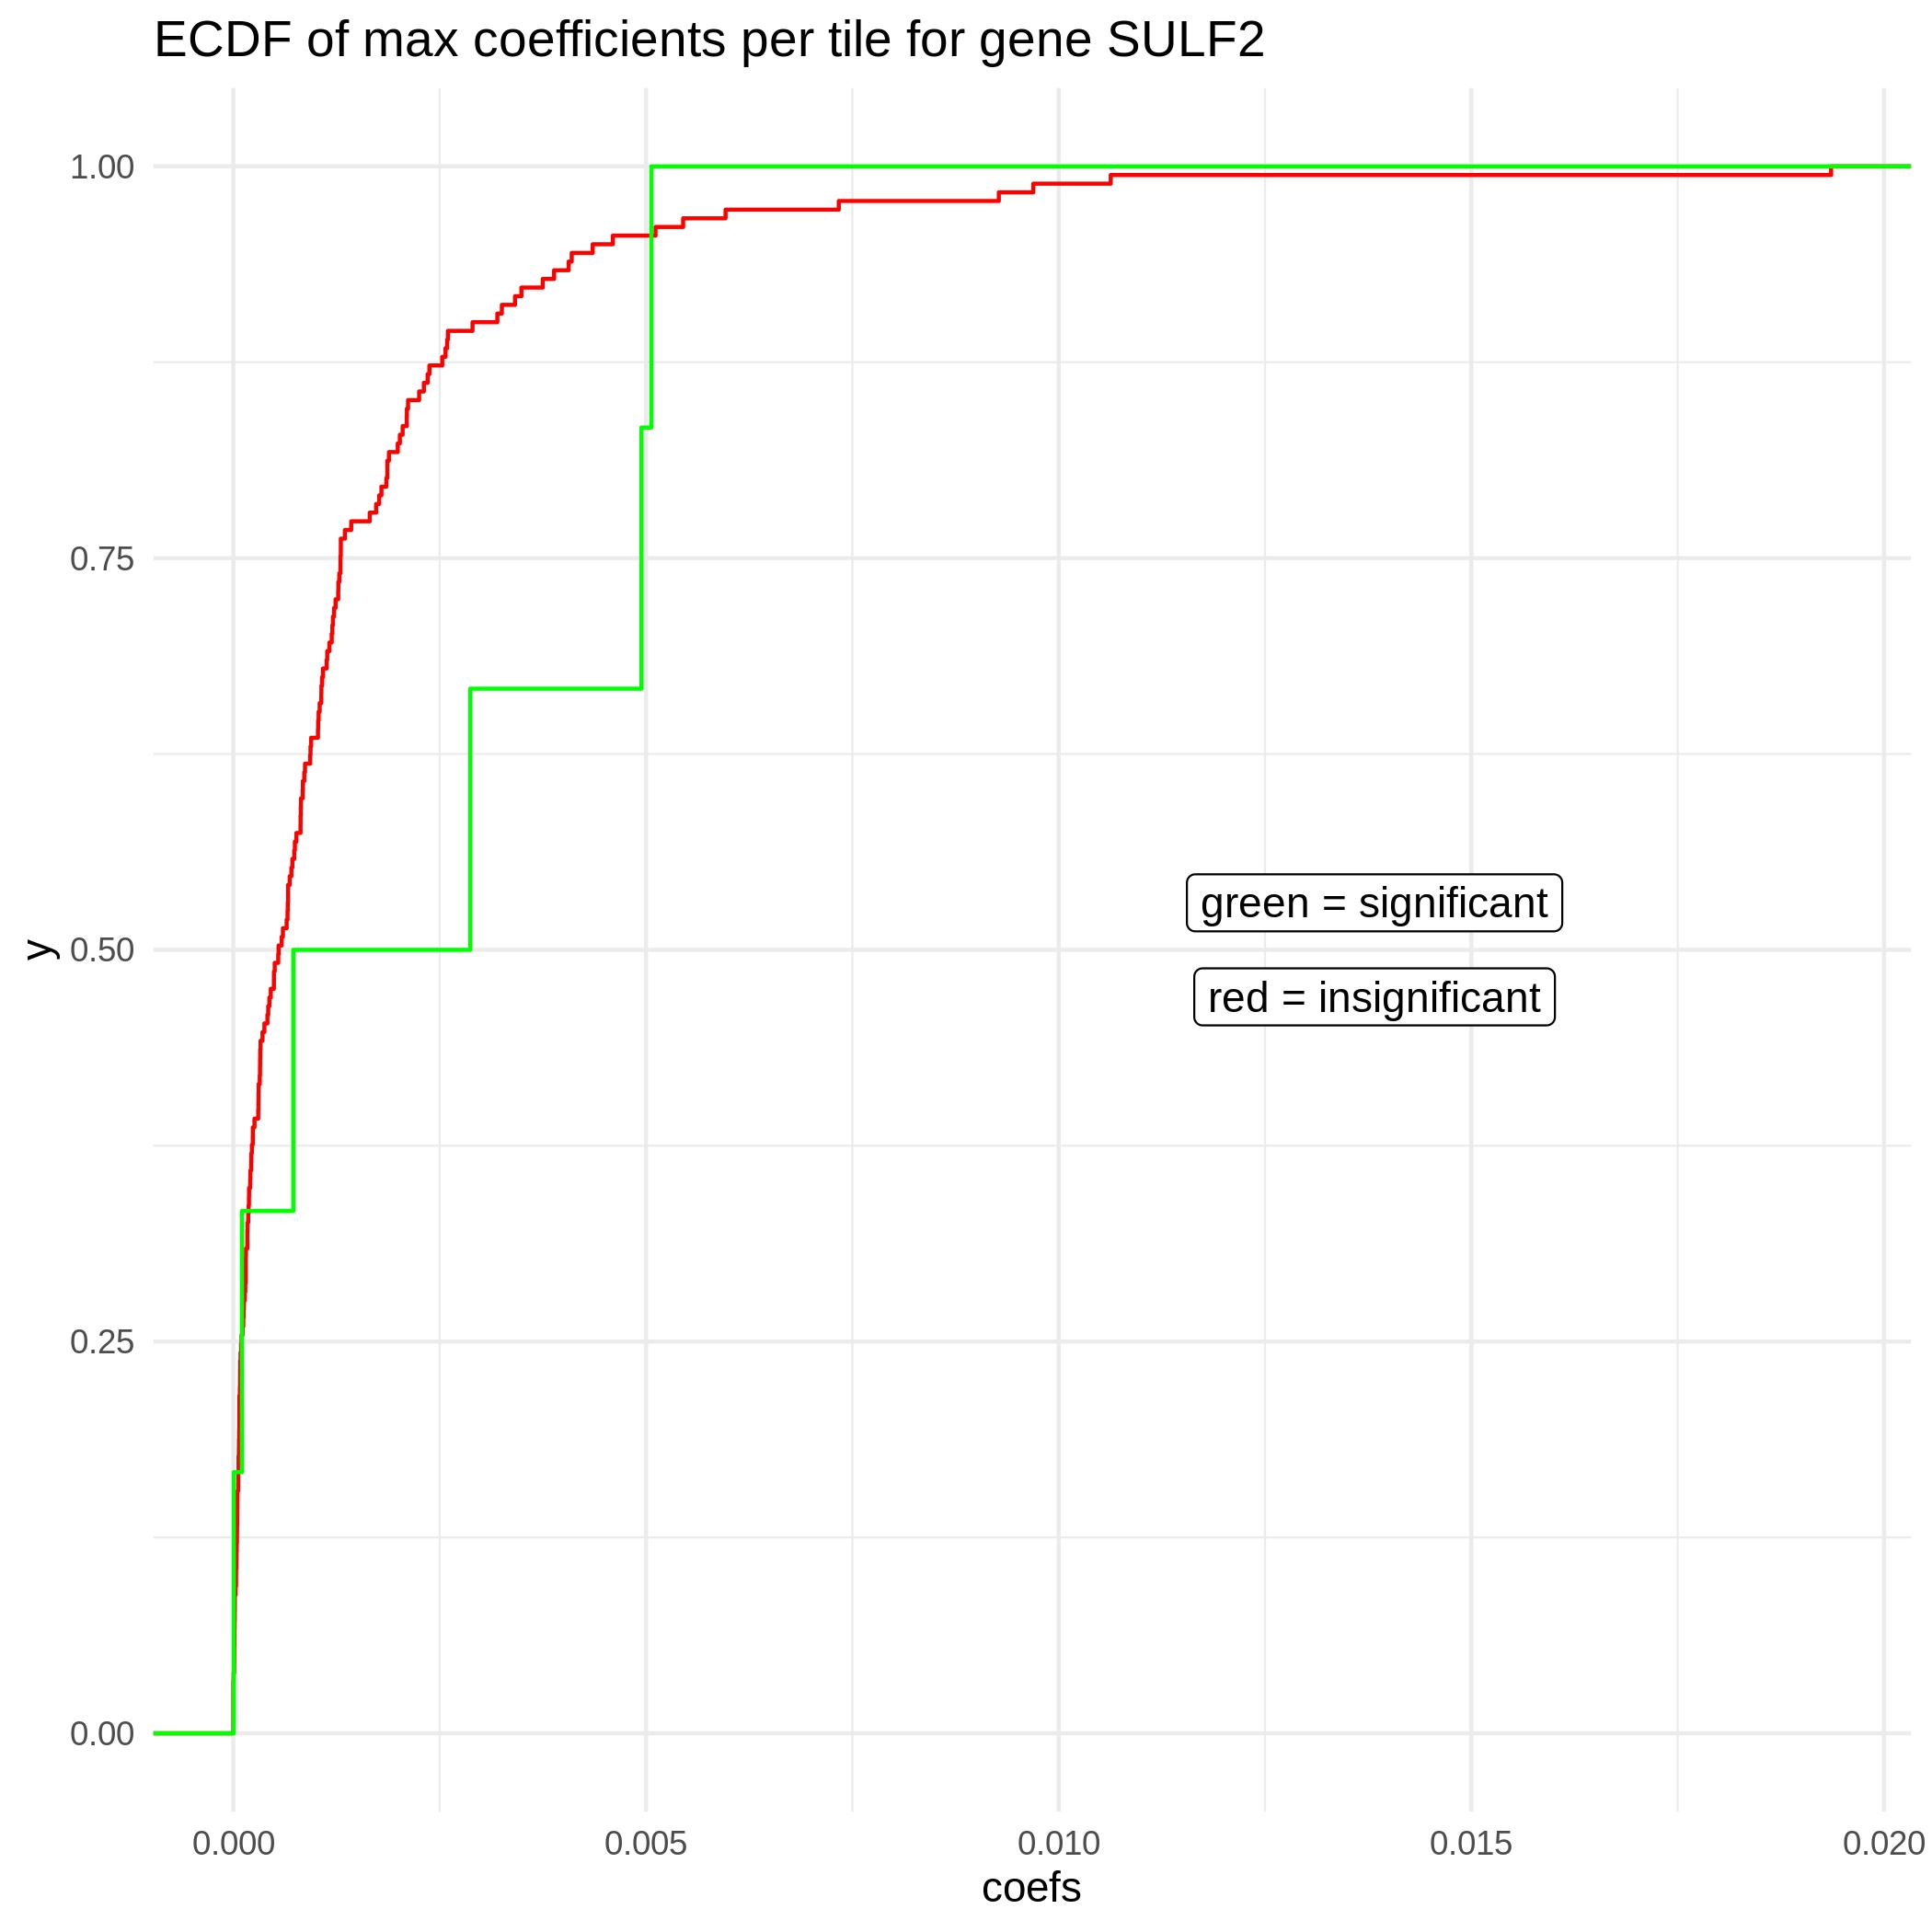 ECDF of max coefficients per tile for gene SULF2
1.00
0.75
0.50
0.25
0.00
y
green = significant
red = insignificant
0.000 0.005 0.010 0.015 0.020
coefs